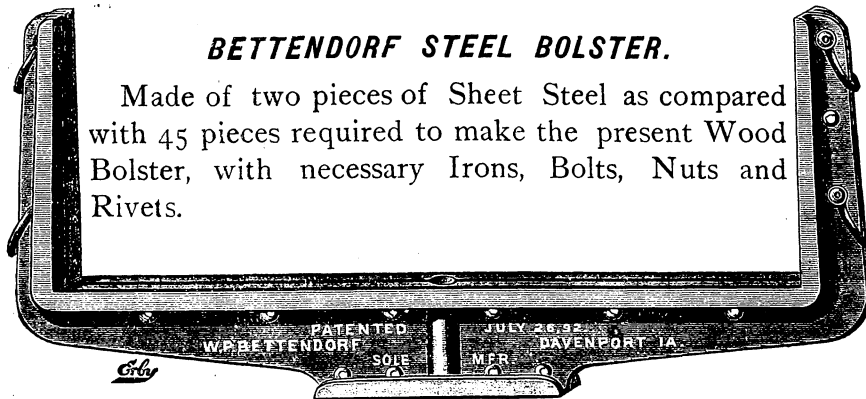 BETTENDORF STEEL BOLSTER.
Made of two pieces of Sheet Steel as compared
with 45 pieces required to make the present Wood
Bolster, with necessary Irons, Bolts, Nuts and
Rivets.
PATENTED JULY 26.92
W.P.BETTENDORF DAVENPORT IA
SOLE MFR.
Erby